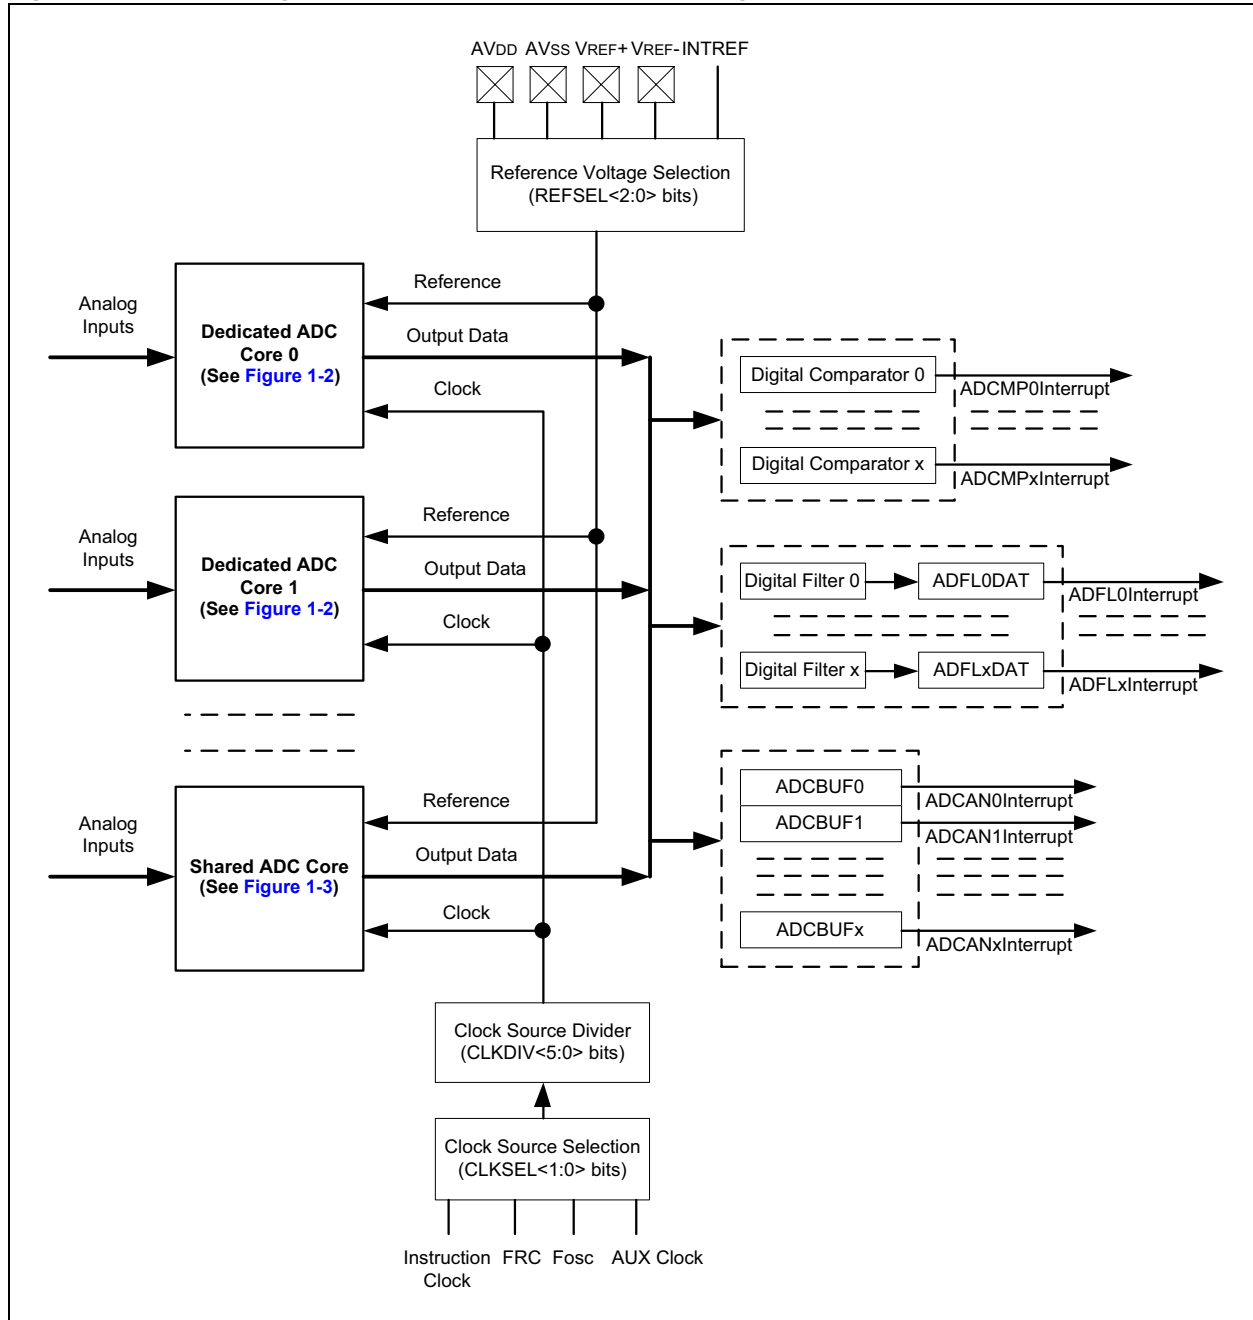 AVDD AVSS VREF+ VREF- INTREF
Reference Voltage Selection
(REFSEL<2:0> bits)
Analog
Inputs
Dedicated ADC
Core 0
(See Figure 1-2)
Reference
Output Data
Clock
Digital Comparator 0
ADCMP0Interrupt
Digital Comparator x
ADCMPxInterrupt
Analog
Inputs
Dedicated ADC
Core 1
(See Figure 1-2)
Reference
Output Data
Clock
Digital Filter 0
ADFL0DAT
ADFL0Interrupt
Digital Filter x
ADFLxDAT
ADFLxInterrupt
Analog
Inputs
Shared ADC Core
(See Figure 1-3)
Reference
Output Data
Clock
ADCBUF0
ADCAN0Interrupt
ADCBUF1
ADCAN1Interrupt
ADCBUFx
ADCANxInterrupt
Clock Source Divider
(CLKDIV<5:0> bits)
Clock Source Selection
(CLKSEL<1:0> bits)
Instruction
Clock
FRC
Fosc
AUX Clock